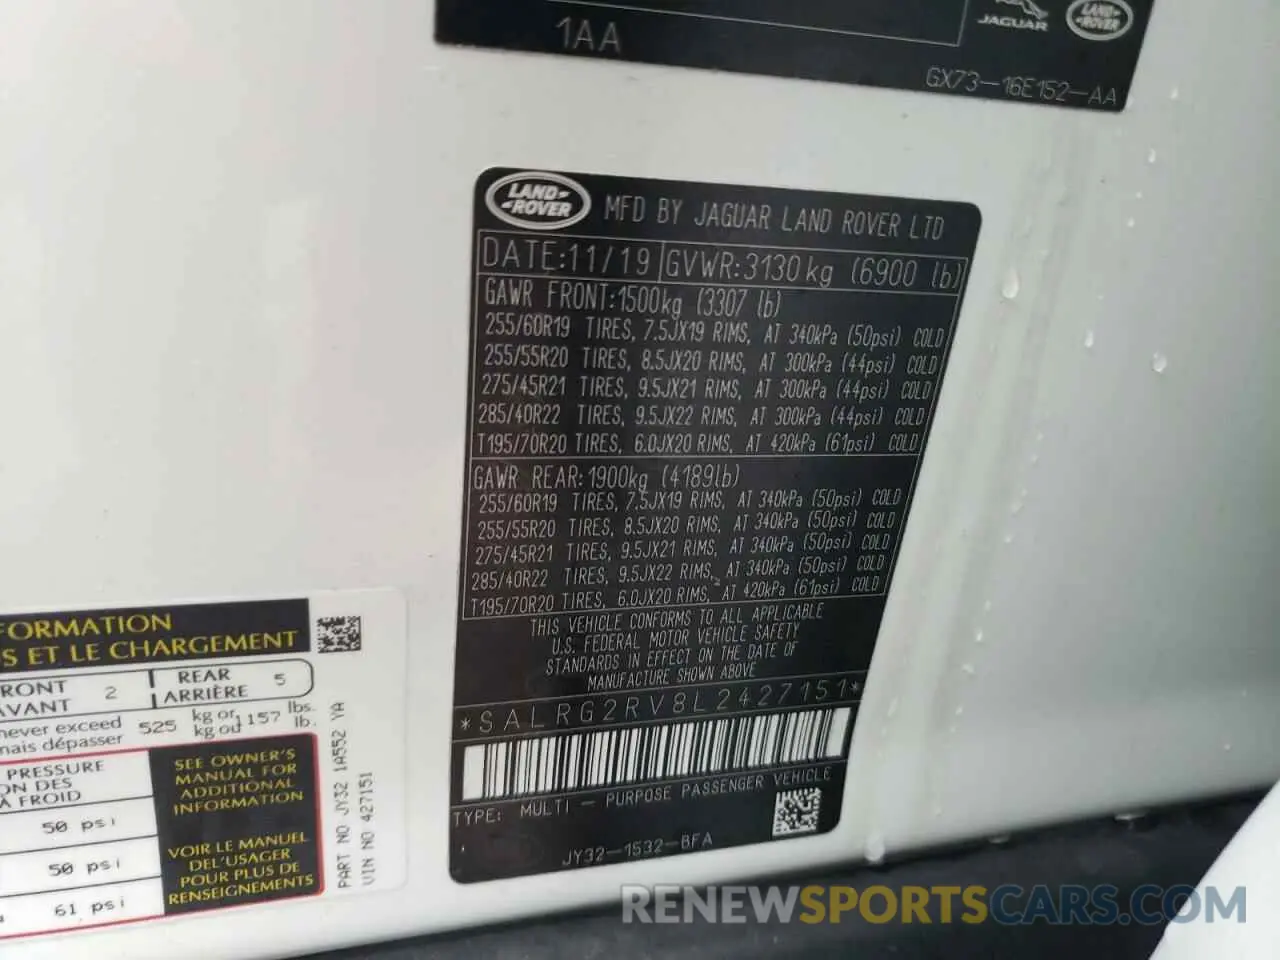 1AA
JAGUAR
LAND
ROVER
GX73-16E152-AA
LAND-
-ROVER
MFD BY JAGUAR LAND ROVER LTD
DATE:11/19 GVWR:3130kg (6900 lb)
GAWR FRONT:1500kg (3307 lb)
255/60R19 TIRES, 7.5JX19 RIMS, AT 340kPa (50psi) COLD
255/55R20 TIRES, 8.5JX20 RIMS, AT 300kPa (44psi) COLD
275/45R21 TIRES, 9.5JX21 RIMS, AT 300kPa (44psi) COLD
285/40R22 TIRES, 9.5JX22 RIMS, AT 300kPa (44psi) COLD
T195/70R20 TIRES, 6.0JX20 RIMS, AT 420kPa (61psi) COLD
GAWR REAR:1900kg (4189lb)
255/60R19 TIRES, 7.5JX19 RIMS, AT 340kPa (50psi) COLD
255/55R20 TIRES, 8.5JX20 RIMS, AT 340kPa (50psi) COLD
275/45R21 TIRES, 9.5JX21 RIMS, AT 340kPa (50psi) COLD
285/40R22 TIRES, 9.5JX22 RIMS, AT 340kPa (50psi) COLD
T195/70R20 TIRES, 6.0JX20 RIMS, AT 420kPa (61psi) COLD
THIS VEHICLE CONFORMS TO ALL APPLICABLE
U.S. FEDERAL MOTOR VEHICLE SAFETY
STANDARDS IN EFFECT ON THE DATE OF
MANUFACTURE SHOWN ABOVE
*SALRG2RV8L2427151*
TYPE: MULTI - PURPOSE PASSENGER VEHICLE
JY32-1532-BFA
FORMATION
S ET LE CHARGEMENT
RONT 2 REAR 5
AVANT ARRIÈRE
never exceed 525 kg or 1157 lbs.
mais dépasser kg ou lb.
PRESSURE
ON DES
À FROID
50 psi
50 psi
61 psi
SEE OWNER'S
MANUAL FOR
ADDITIONAL
INFORMATION
VOIR LE MANUEL
DEL'USAGER
POUR PLUS DE
RENSEIGNEMENTS
PART NO JY32 1A552 YA
VIN NO 427151
RENEWSPORTSCARS.COM